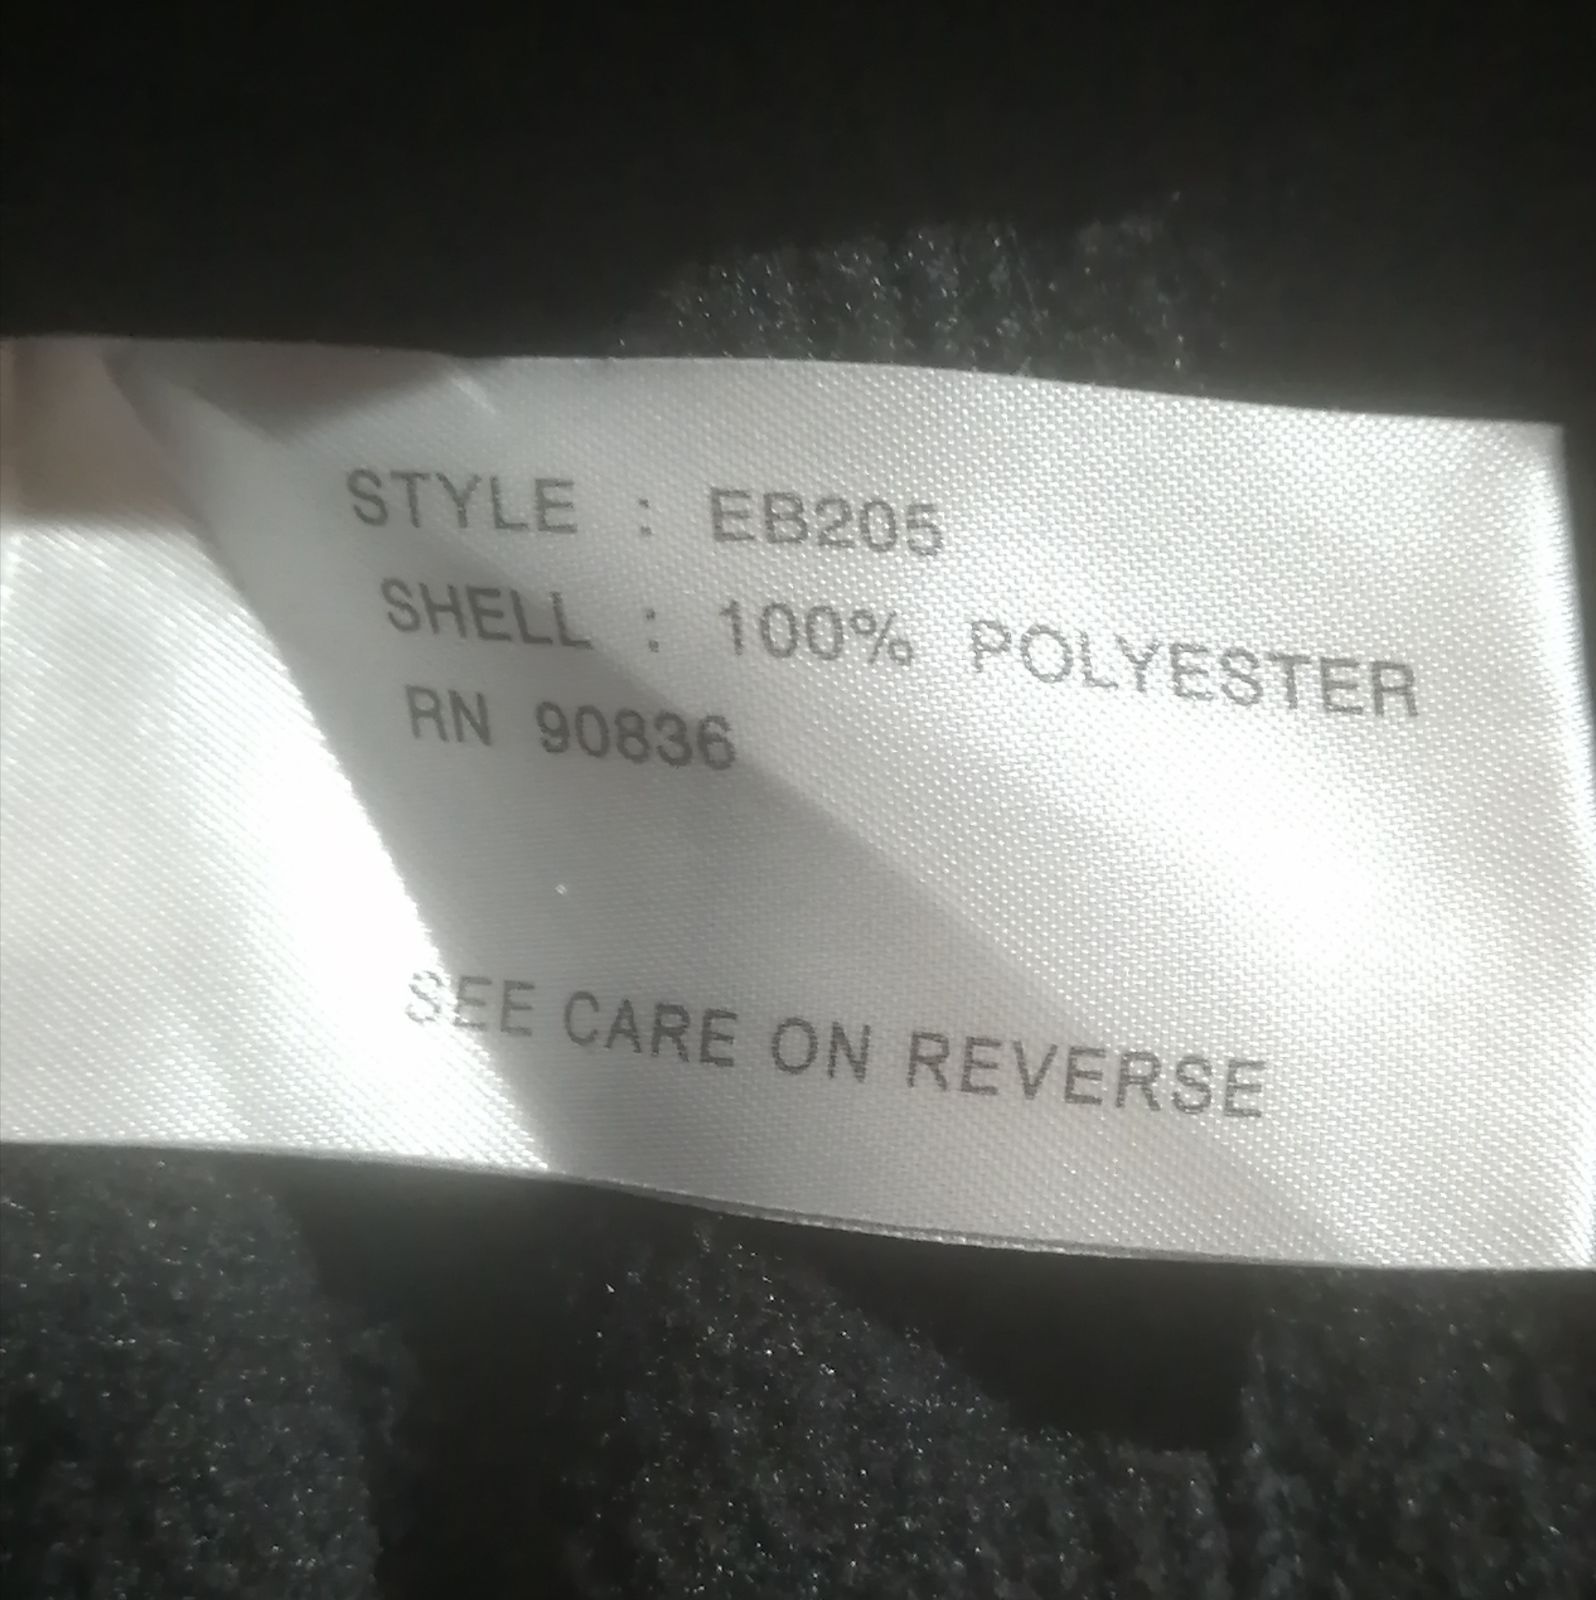 STYLE : EB205
SHELL : 100% POLYESTER
RN 90836
SEE CARE ON REVERSE